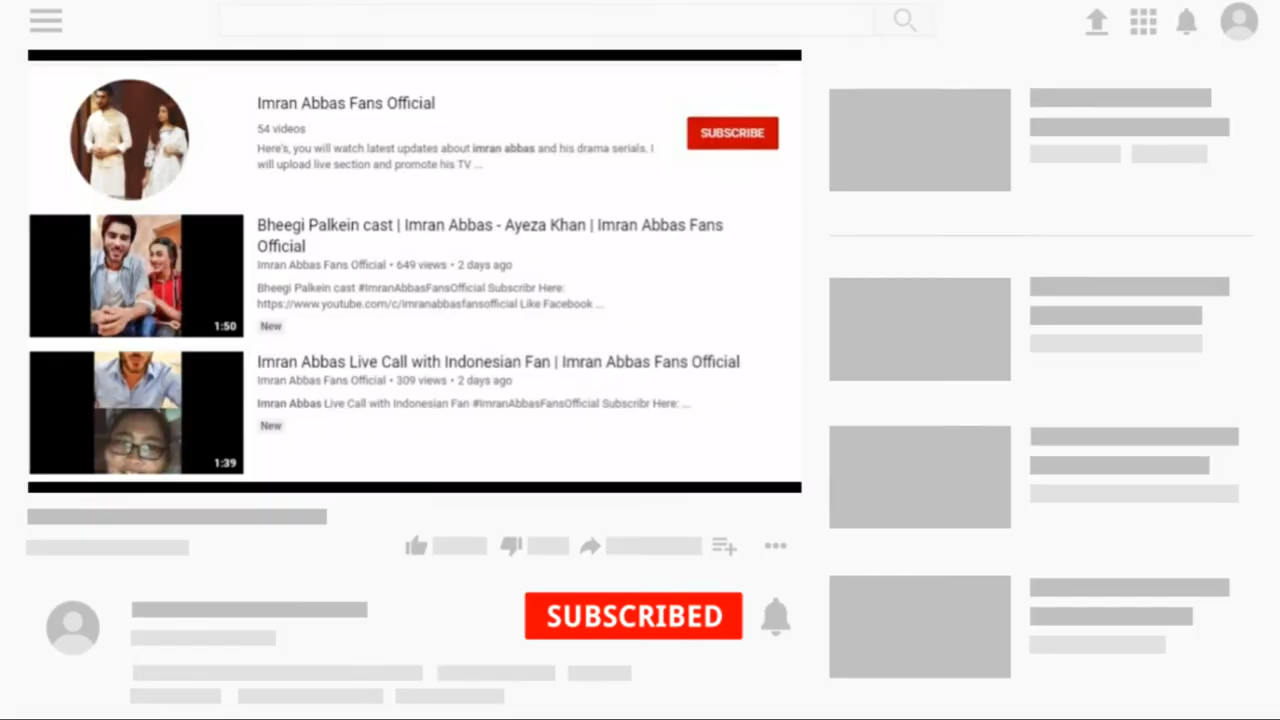 Imran Abbas Fans Official
54 videos
Here's, you will watch latest updates about imran abbas and his drama serials. I
will upload live section and promote his TV ...
SUBSCRIBE
Bheegi Palkein cast | Imran Abbas - Ayeza Khan | Imran Abbas Fans
Official
Imran Abbas Fans Official • 649 views • 2 days ago
Bheegi Palkein cast #ImranAbbasFansOfficial Subscribr Here:
https://www.youtube.com/c/imranabbasfansofficial Like Facebook ...
New
1:50
Imran Abbas Live Call with Indonesian Fan | Imran Abbas Fans Official
Imran Abbas Fans Official • 309 views • 2 days ago
Imran Abbas Live Call with Indonesian Fan #ImranAbbasFansOfficial Subscribr Here: ...
New
1:39
SUBSCRIBED